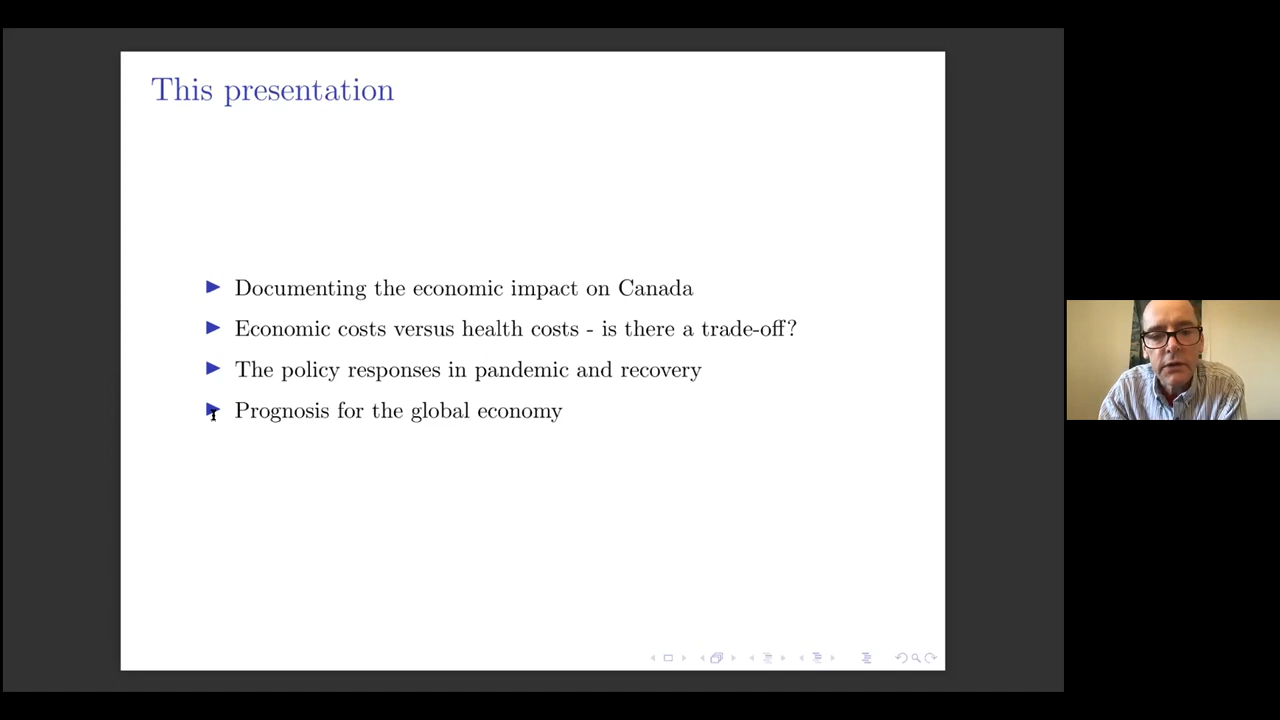 This presentation
Documenting the economic impact on Canada
Economic costs versus health costs - is there a trade-off?
The policy responses in pandemic and recovery
Prognosis for the global economy